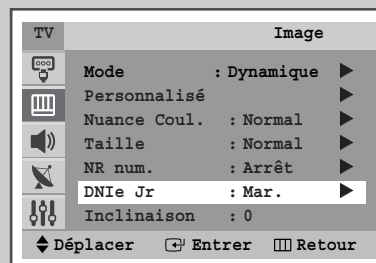 TV Image
Mode : Dynamique
Personnalisé
Nuance Coul. : Normal
Taille : Normal
NR num. : Arrêt
DNIe Jr : Mar.
Inclinaison : 0
Déplacer Entrer Retour